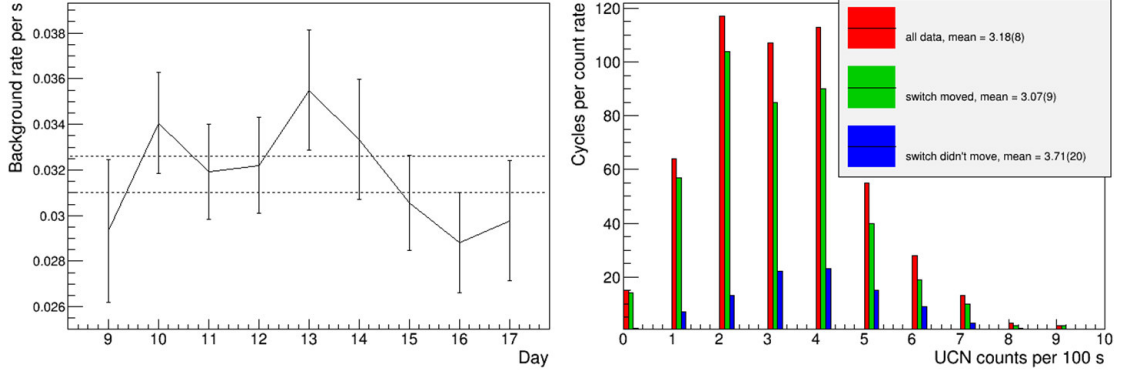 Background rate per s
0.038
0.036
0.034
0.032
0.03
0.028
0.026
9 10 11 12 13 14 15 16 17
Day
Cycles per count rate
120
100
80
60
40
20
0 1 2 3 4 5 6 7 8 9 10
UCN counts per 100 s
all data, mean = 3.18(8)
switch moved, mean = 3.07(9)
switch didn't move, mean = 3.71(20)